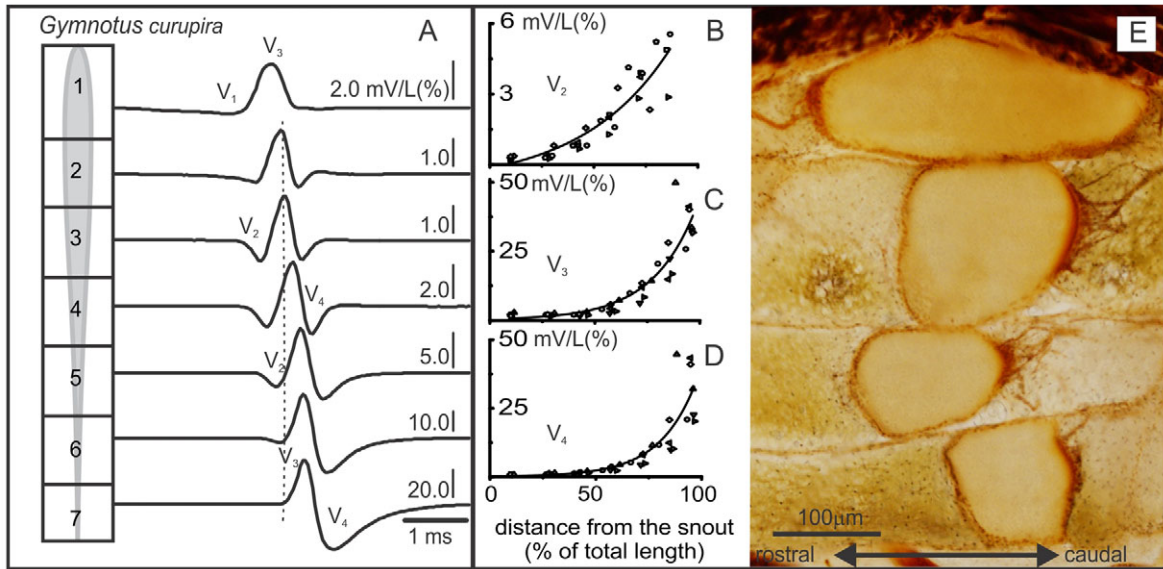 Gymnotus curupira
A
1
2
3
4
5
6
7
V1
V3
2.0 mV/L(%)
1.0
V2
1.0
V4
2.0
V2
5.0
10.0
V3
20.0
V4
1 ms
B
6
mV/L(%)
3
V2
0
C
50
mV/L(%)
25
V3
0
D
50
mV/L(%)
25
V4
0
0
50
100
distance from the snout
(% of total length)
E
100μm
rostral
caudal